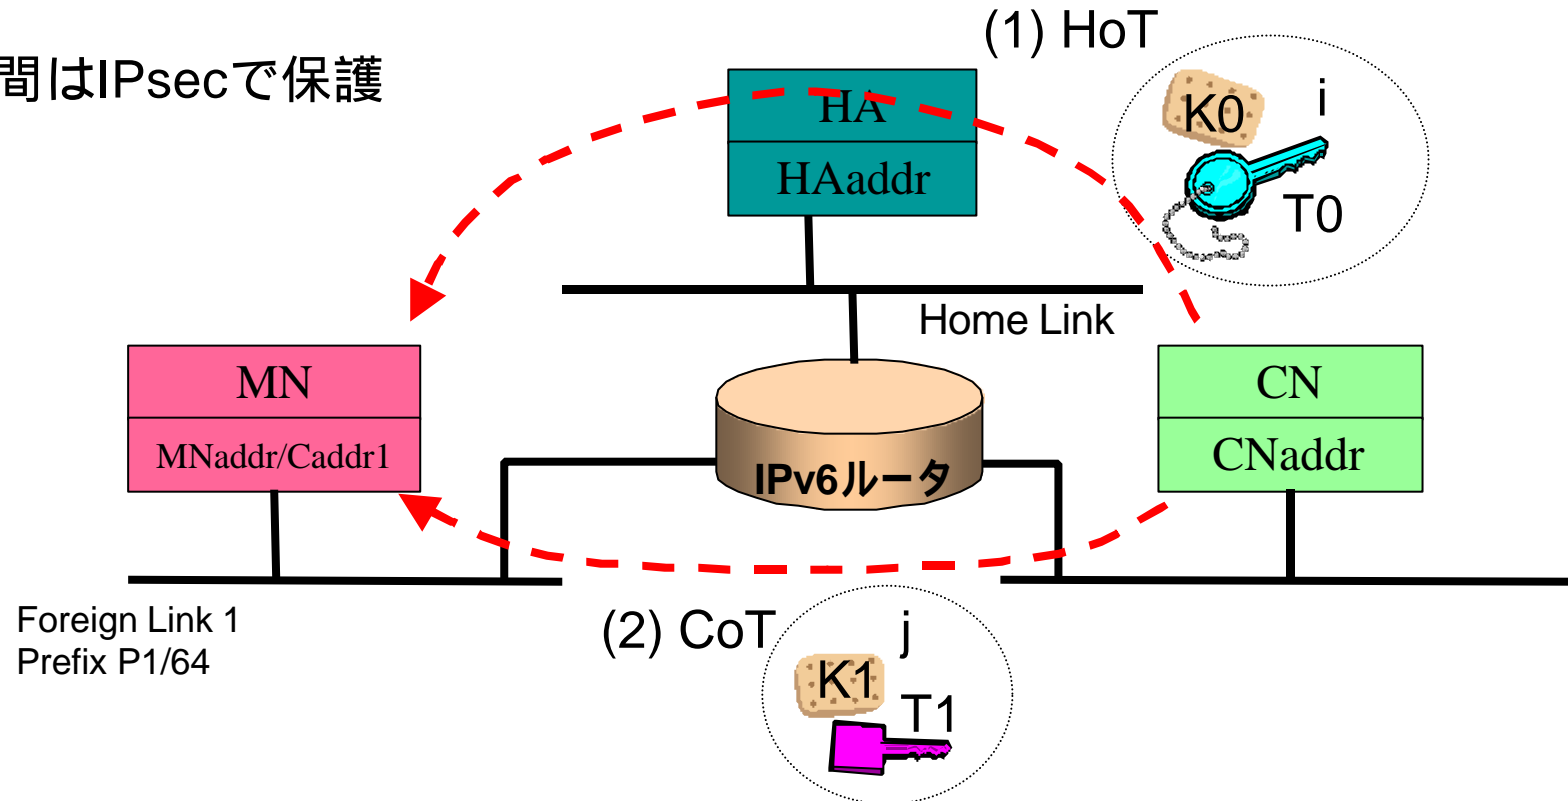 (1) HoT
間はIPsecで保護
HA
HAaddr
K0
i
T0
Home Link
MN
MNaddr/Caddr1
IPv6ルータ
CN
CNaddr
Foreign Link 1
Prefix P1/64
(2) CoT
j
K1
T1